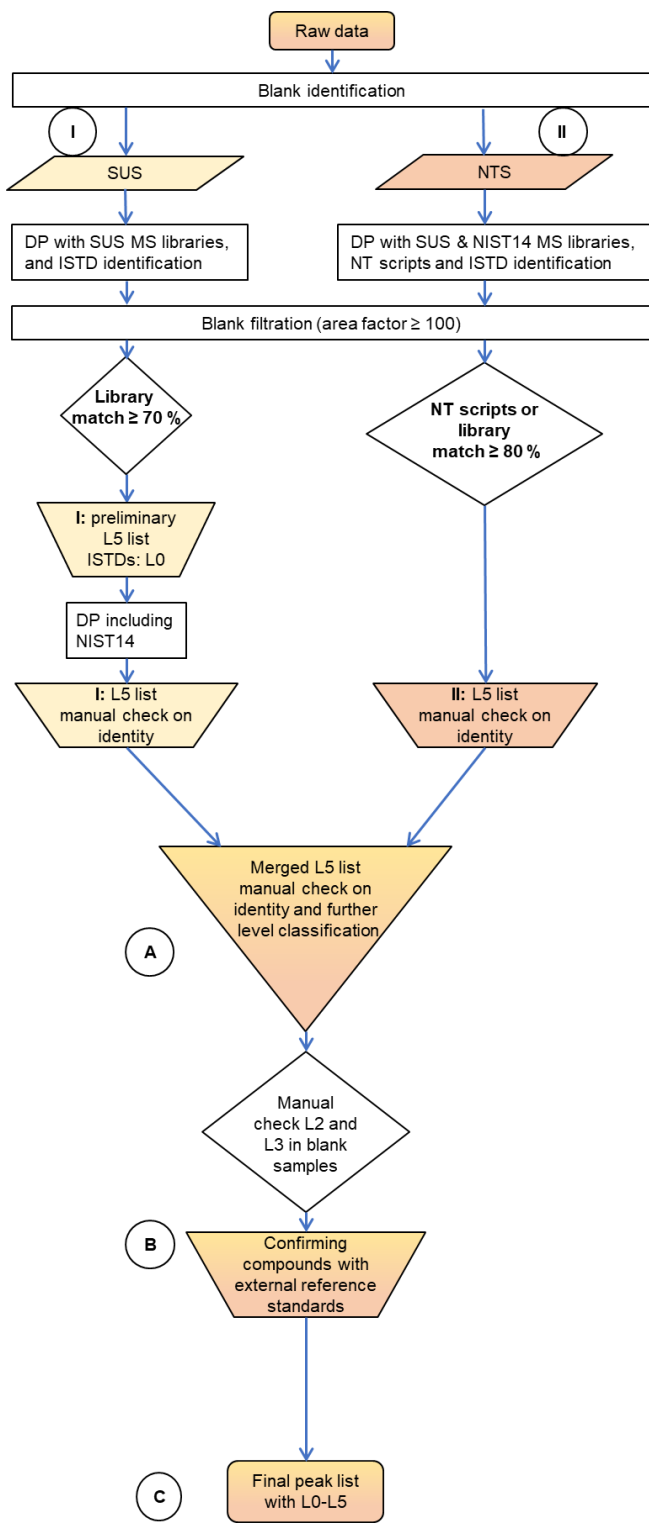 Raw data
Blank identification
I
II
SUS
NTS
DP with SUS MS libraries,
and ISTD identification
DP with SUS & NIST14 MS libraries,
NT scripts and ISTD identification
Blank filtration (area factor ≥ 100)
Library
match ≥ 70 %
NT scripts or
library
match ≥ 80 %
I: preliminary
L5 list
ISTDs: L0
DP including
NIST14
I: L5 list
manual check on
identity
II: L5 list
manual check on
identity
Merged L5 list
manual check on
identity and further
level classification
A
Manual
check L2 and
L3 in blank
samples
B
Confirming
compounds with
external reference
standards
C
Final peak list
with L0-L5